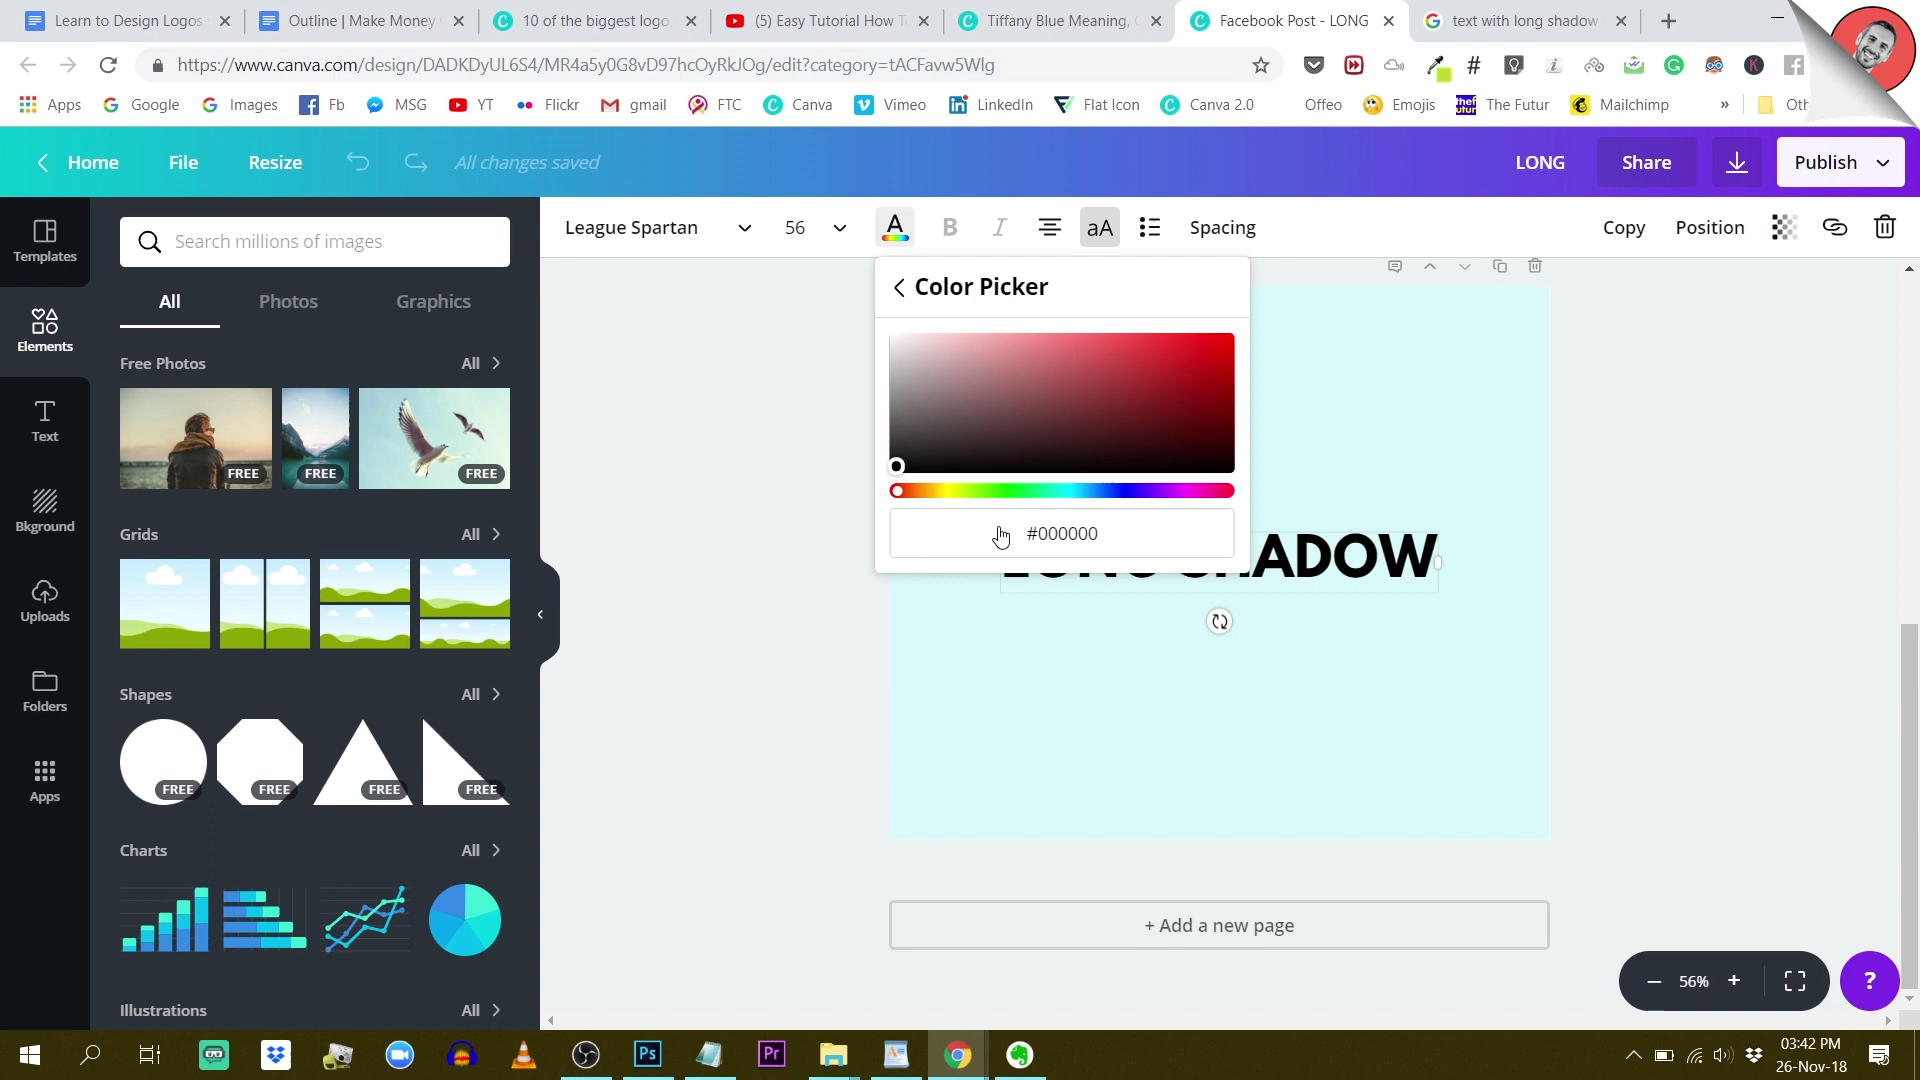 Learn to Design Logos
Outline | Make Money
10 of the biggest logo
(5) Easy Tutorial How T
Tiffany Blue Meaning,
Facebook Post - LONG
text with long shadow
https://www.canva.com/design/DADKDyUL6S4/MR4a5y0G8vD97hcOyRkJOg/edit?category=tACFavw5Wlg
Apps
Google
Images
Fb
MSG
YT
Flickr
gmail
FTC
Canva
Vimeo
LinkedIn
Flat Icon
Canva 2.0
Offeo
Emojis
The Futur
Mailchimp
»
Home
File
Resize
All changes saved
LONG
Share
Publish
Templates
Elements
Text
Bkground
Uploads
Folders
Apps
Search millions of images
All
Photos
Graphics
Free Photos
All
FREE
FREE
FREE
Grids
All
Shapes
All
FREE
FREE
FREE
FREE
Charts
All
Illustrations
All
League Spartan
56
A
B
I
aA
Spacing
Copy
Position
Color Picker
#000000
ADOW
+ Add a new page
56%
?
Ps
Pr
03:42 PM
26-Nov-18